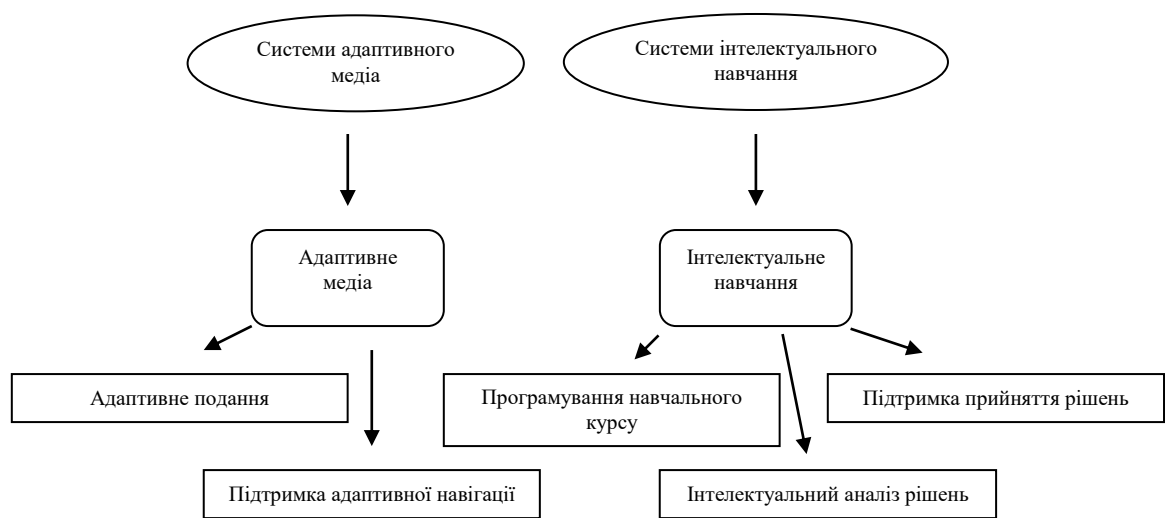 Системи адаптивного
медіа
Системи інтелектуального
навчання
Адаптивне
медіа
Інтелектуальне
навчання
Адаптивне подання
Програмування навчального
курсу
Підтримка прийняття рішень
Підтримка адаптивної навігації
Інтелектуальний аналіз рішень